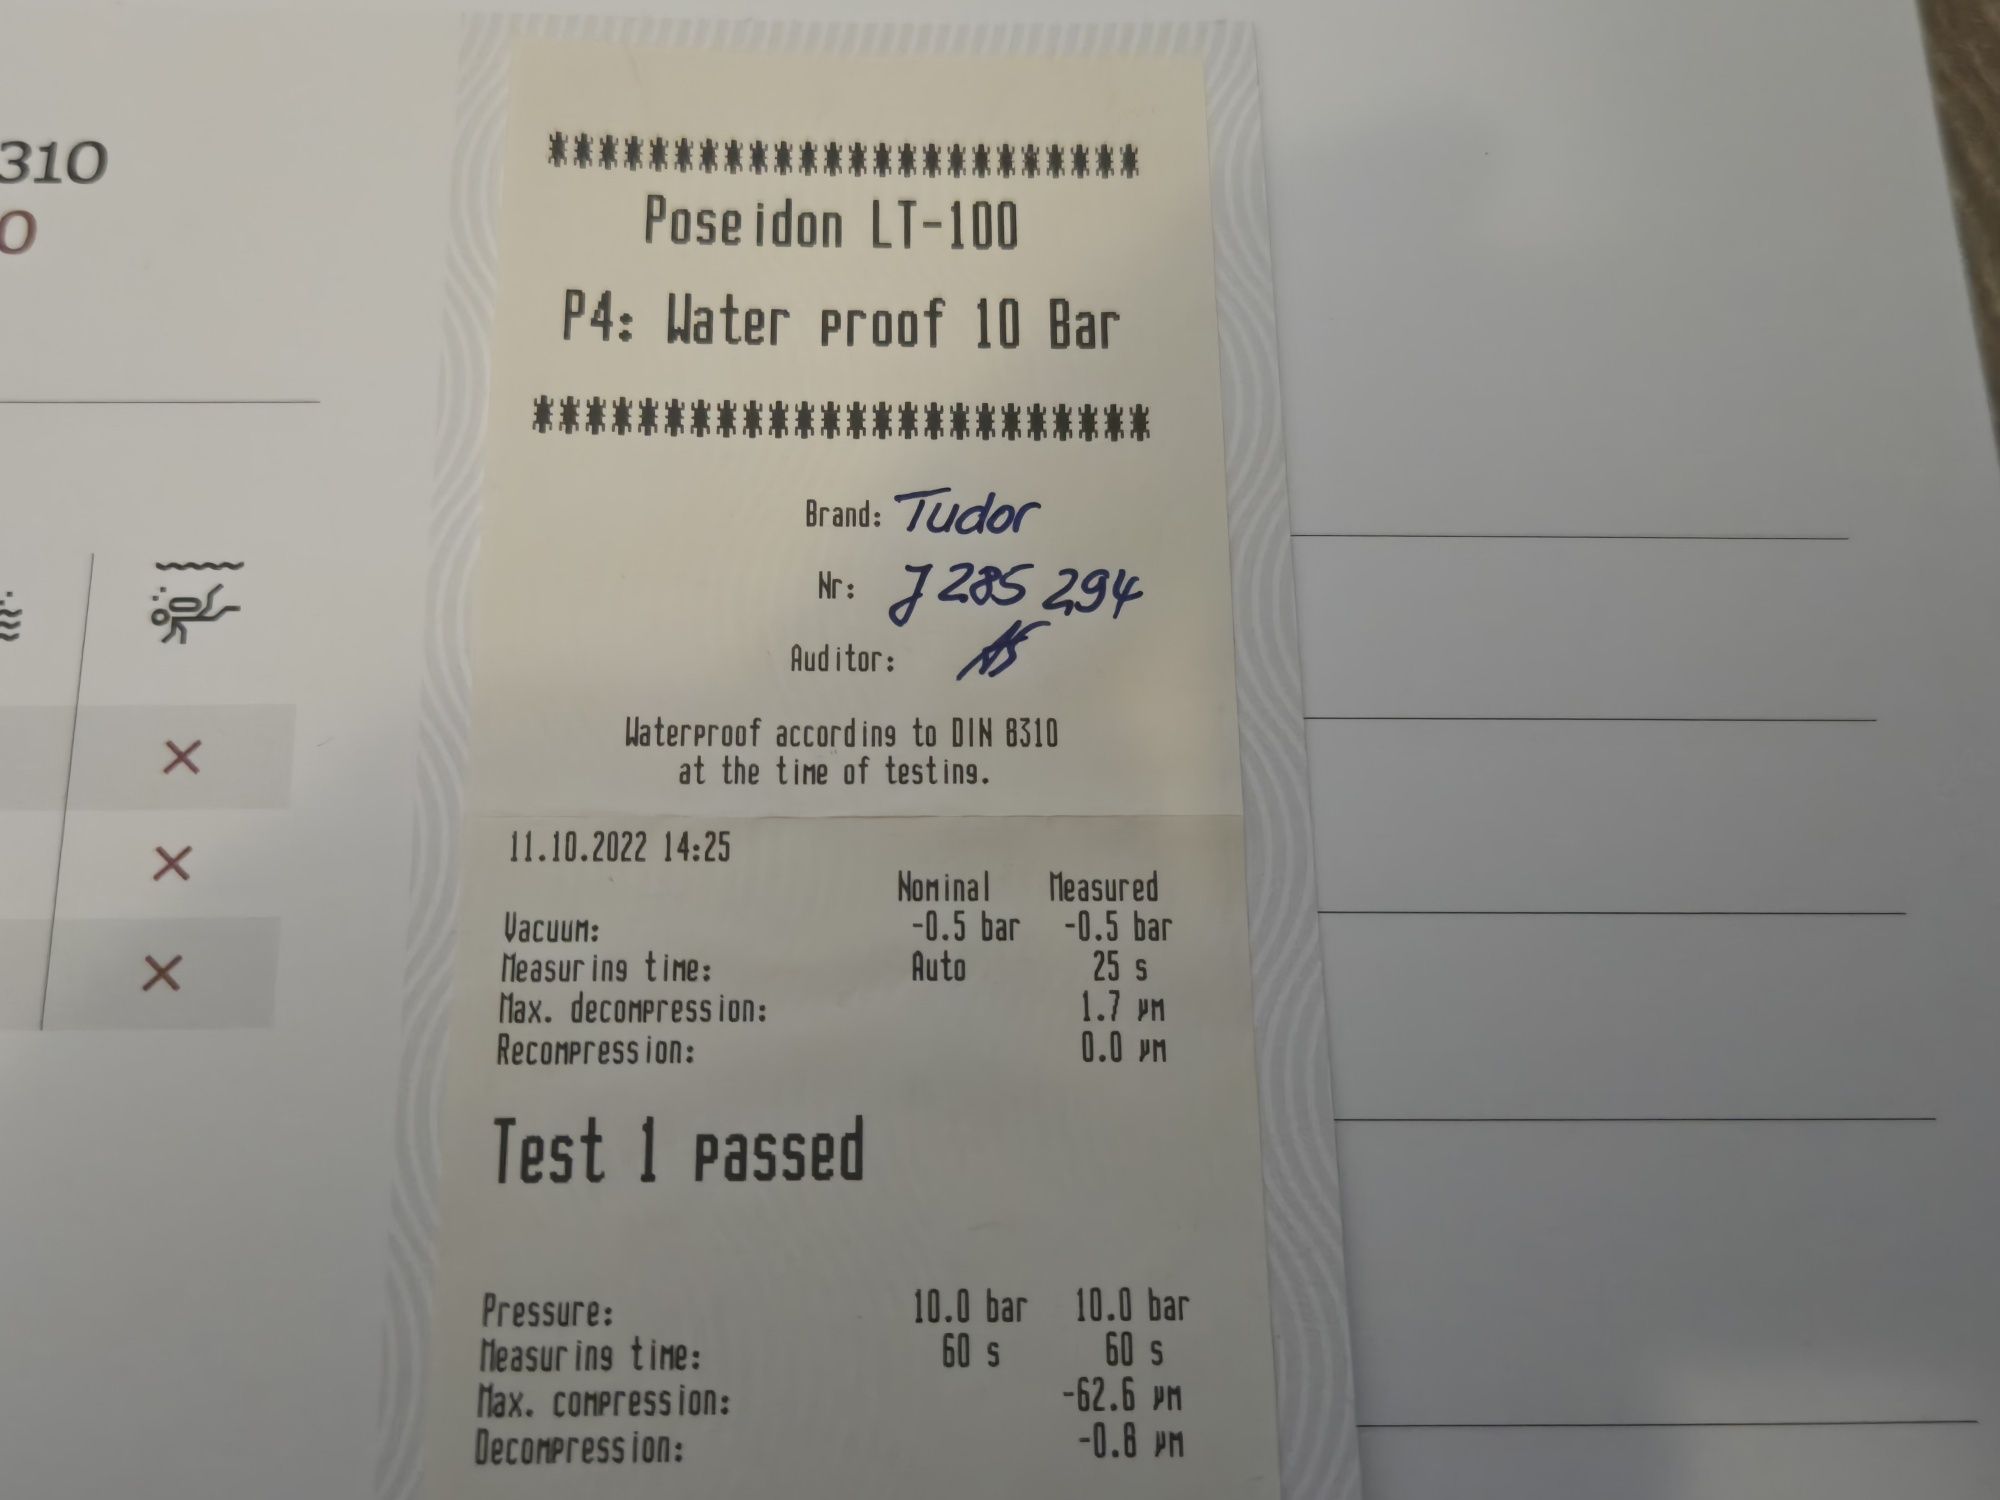 310
0
************************
Poseidon LT-100
P4: Water proof 10 Bar
************************
Brand: Tudor
Nr: J285 294
Auditor:
Waterproof according to DIN 8310
at the time of testing.
11.10.2022 14:25
Nominal Measured
Vacuum: -0.5 bar -0.5 bar
Measuring time: Auto 25 s
Max. decompression: 1.7 µm
Recompression: 0.0 µm
Test 1 passed
Pressure: 10.0 bar 10.0 bar
Measuring time: 60 s 60 s
Max. compression: -62.6 µm
Decompression: -0.8 µm